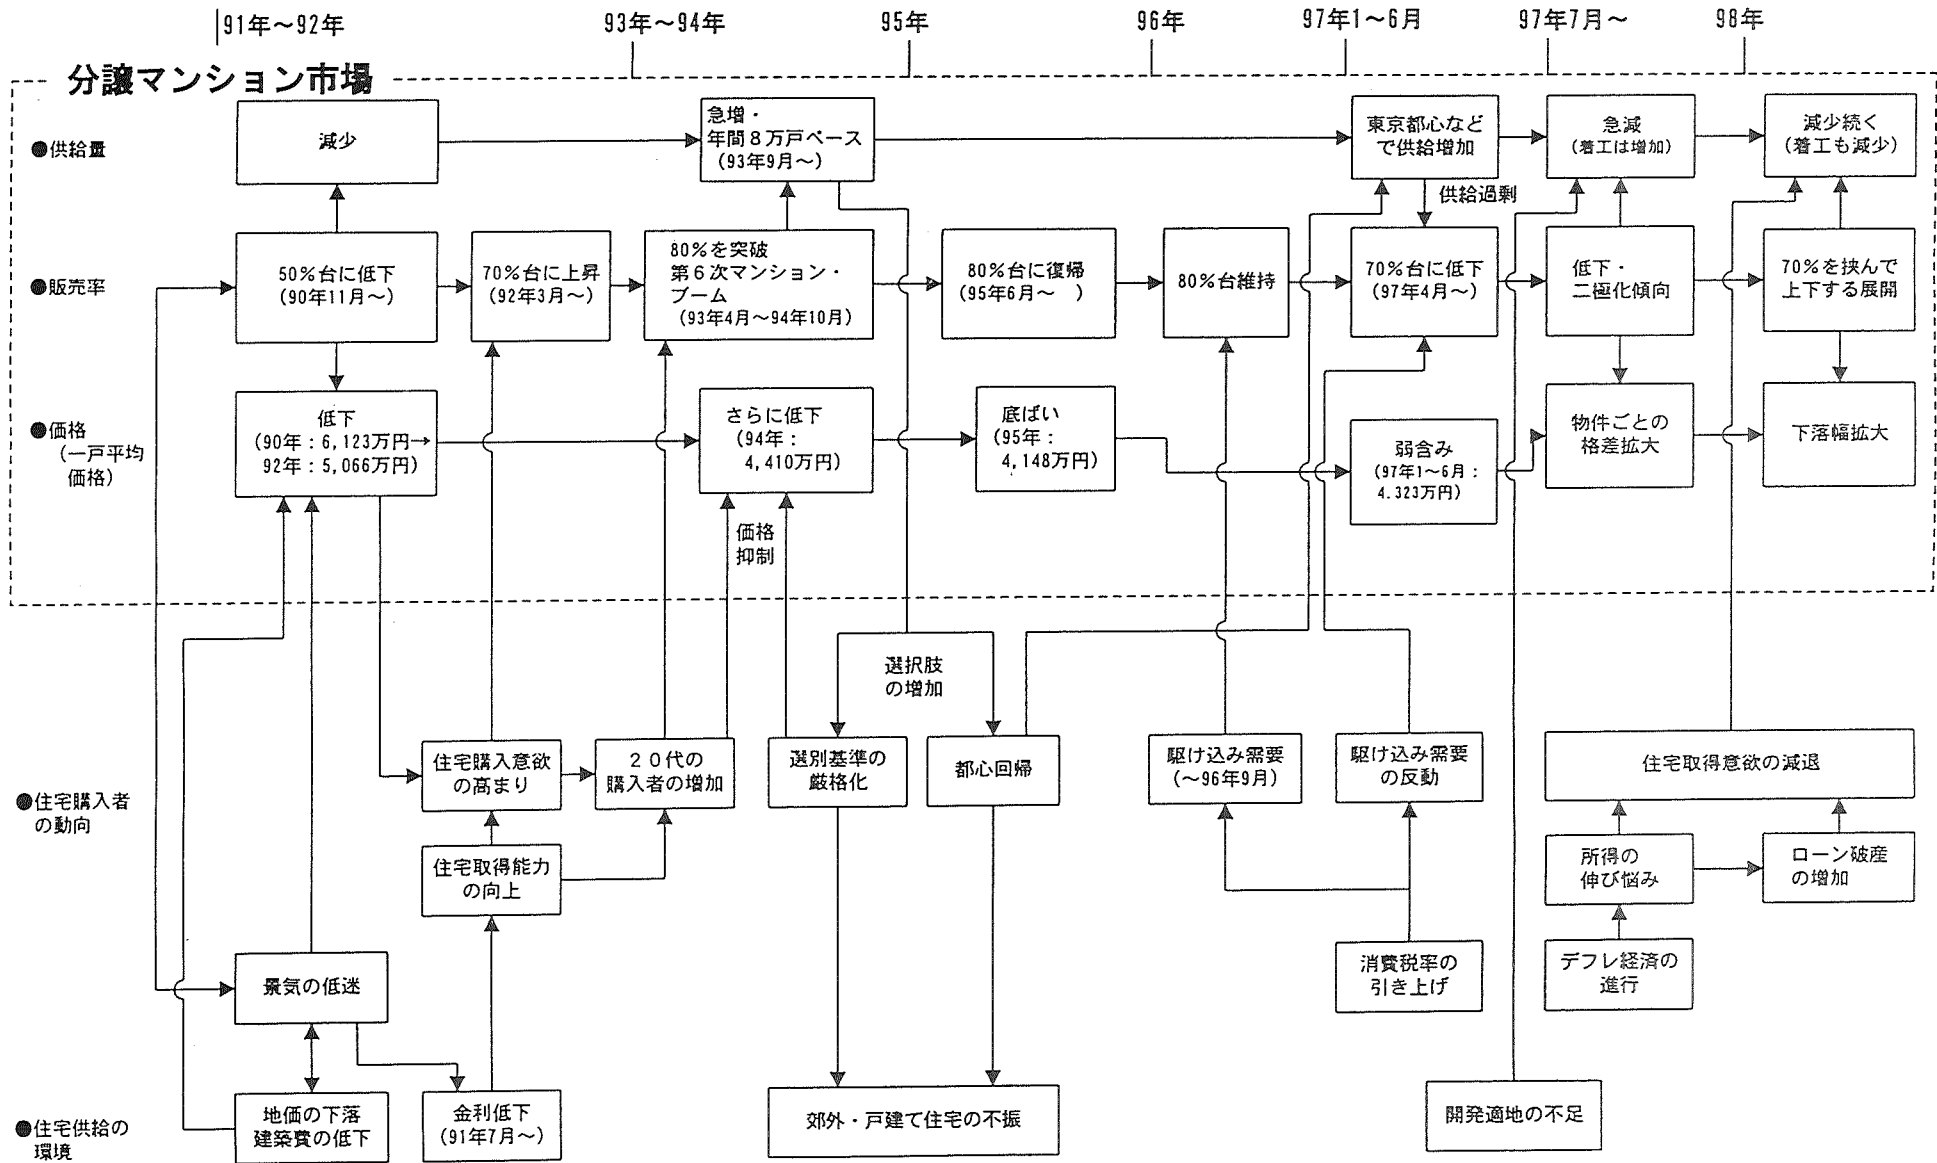 91年～92年
93年～94年
95年
96年
97年1～6月
97年7月～
98年
分譲マンション市場
●供給量
減少
急増・
年間８万戸ペース
(93年9月～)
東京都心など
で供給増加
急減
(着工は増加)
減少続く
(着工も減少)
供給過剰
●販売率
50%台に低下
(90年11月～)
70%台に上昇
(92年3月～)
80%を突破
第６次マンション・
ブーム
(93年4月～94年10月)
80%台に復帰
(95年6月～　)
80%台維持
70%台に低下
(97年4月～)
低下・
二極化傾向
70%を挟んで
上下する展開
●価格
(一戸平均
価格)
低下
(90年：6,123万円→
92年：5,066万円)
さらに低下
(94年：
4,410万円)
底ばい
(95年：
4,148万円)
弱含み
(97年1～6月：
4.323万円)
物件ごとの
格差拡大
下落幅拡大
価格
抑制
選択肢
の増加
●住宅購入者
の動向
住宅購入意欲
の高まり
２０代の
購入者の増加
選別基準の
厳格化
都心回帰
駆け込み需要
(～96年9月)
駆け込み需要
の反動
住宅取得意欲の減退
住宅取得能力
の向上
所得の
伸び悩み
ローン破産
の増加
景気の低迷
消費税率の
引き上げ
デフレ経済の
進行
●住宅供給の
環境
地価の下落
建築費の低下
金利低下
(91年7月～)
郊外・戸建て住宅の不振
開発適地の不足